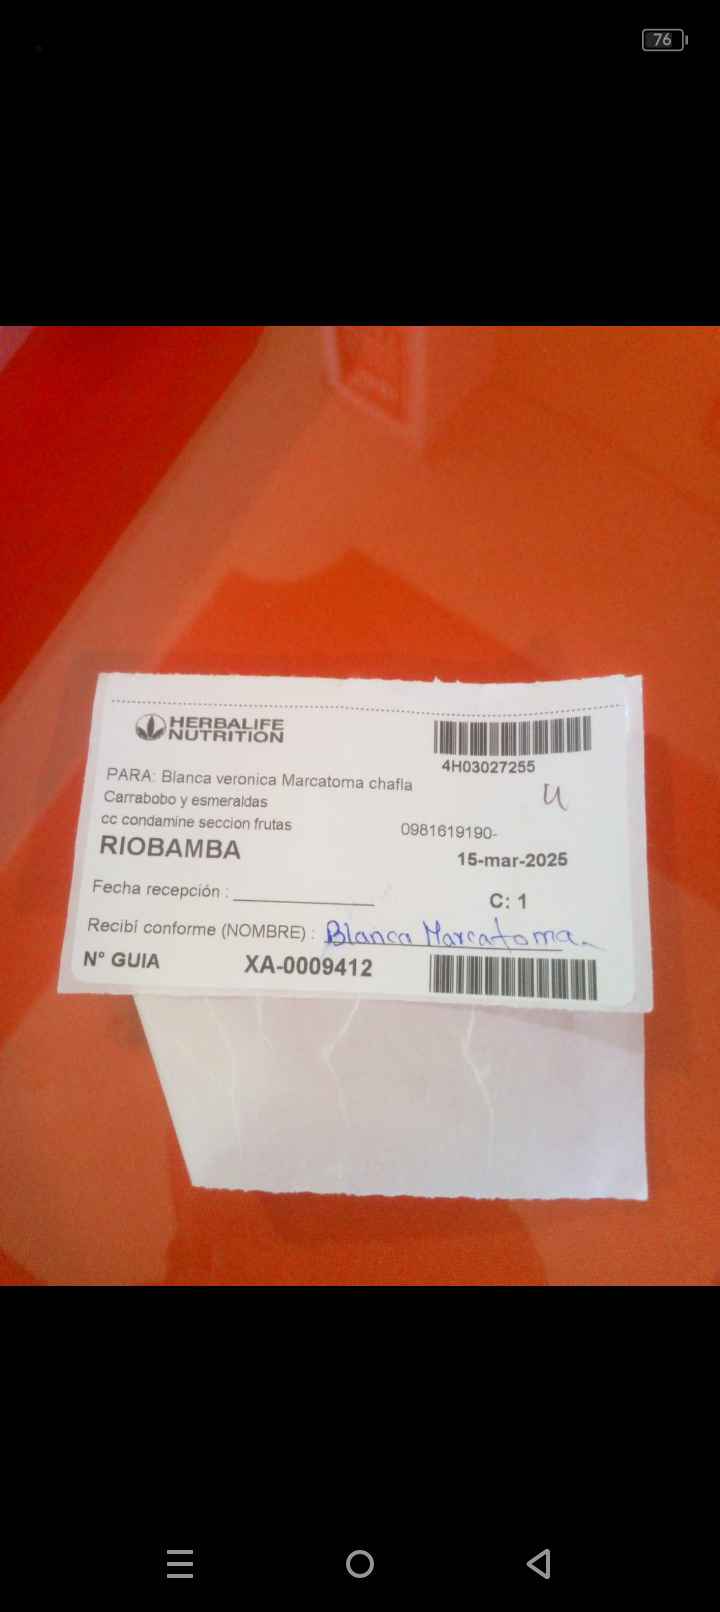 76
HERBALIFE
NUTRITION
4H03027255
PARA: Blanca veronica Marcatoma chafla
Carrabobo y esmeraldas
cc condamine seccion frutas
0981619190-
RIOBAMBA
15-mar-2025
Fecha recepción :
C: 1
Recibí conforme (NOMBRE) : Blanca Marcatoma.
N° GUIA XA-0009412